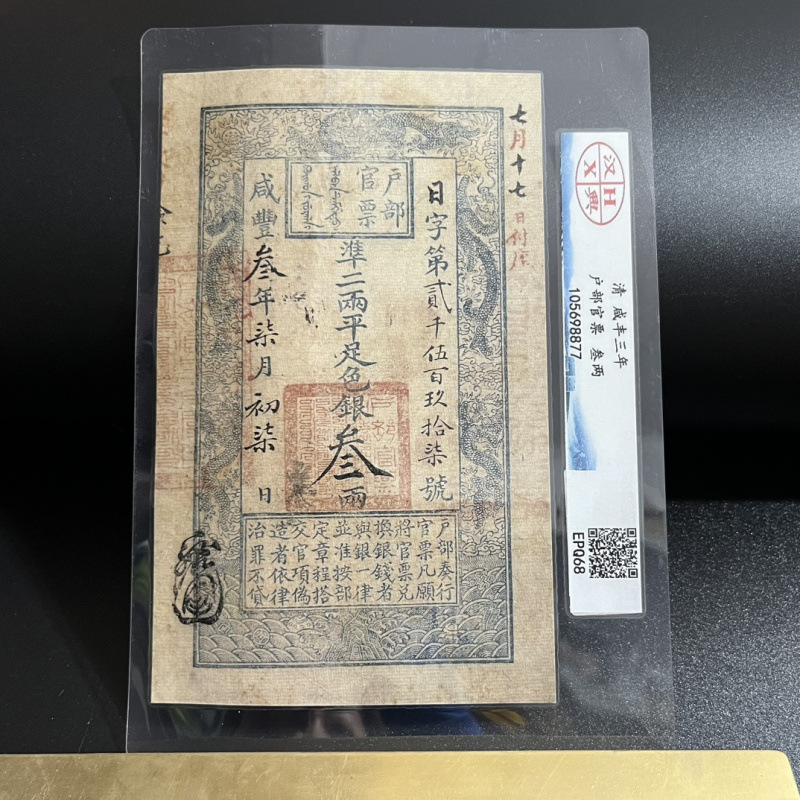 七月十七日付
戶部
官票
日字第貳千伍百玖拾柒號
準二兩平足色銀叁兩
咸豐叁年柒月初柒日
戶部奏行
官票凡願
將官票兌
換銀錢者
與銀一律
並准按部
定章程搭
交官項偽
造者依律
治罪不貸
汉 H
X 興
清 咸丰三年
户部官票 叁两
105698877
EPQ68